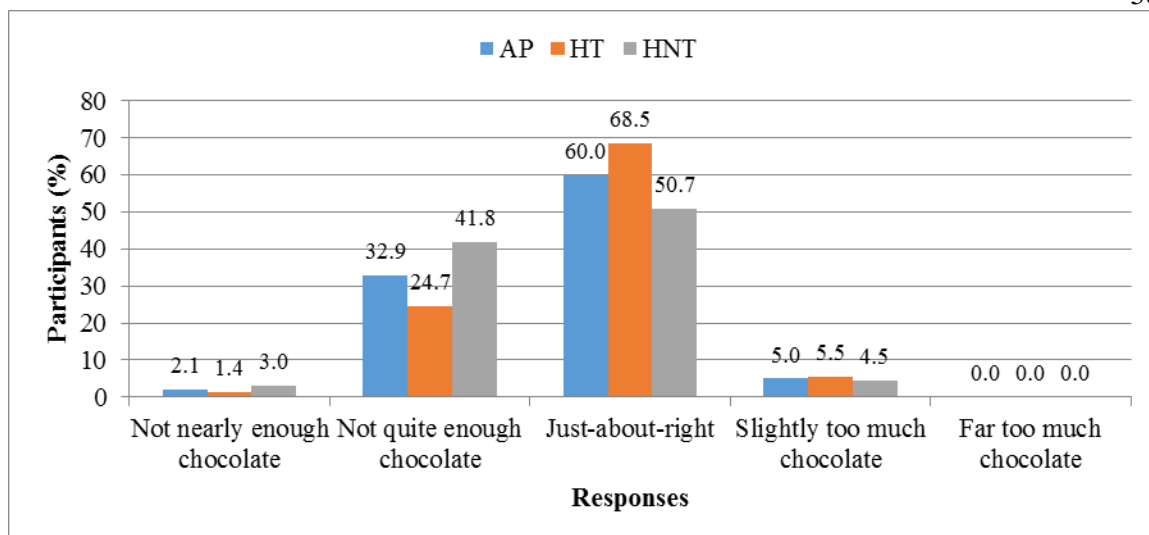 AP HT HNT
Participants (%)
80
70
60
50
40
30
20
10
0
2.1 1.4 3.0
32.9 24.7 41.8
60.0 68.5 50.7
5.0 5.5 4.5
0.0 0.0 0.0
Not nearly enough
chocolate
Not quite enough
chocolate
Just-about-right
Slightly too much
chocolate
Far too much
chocolate
Responses